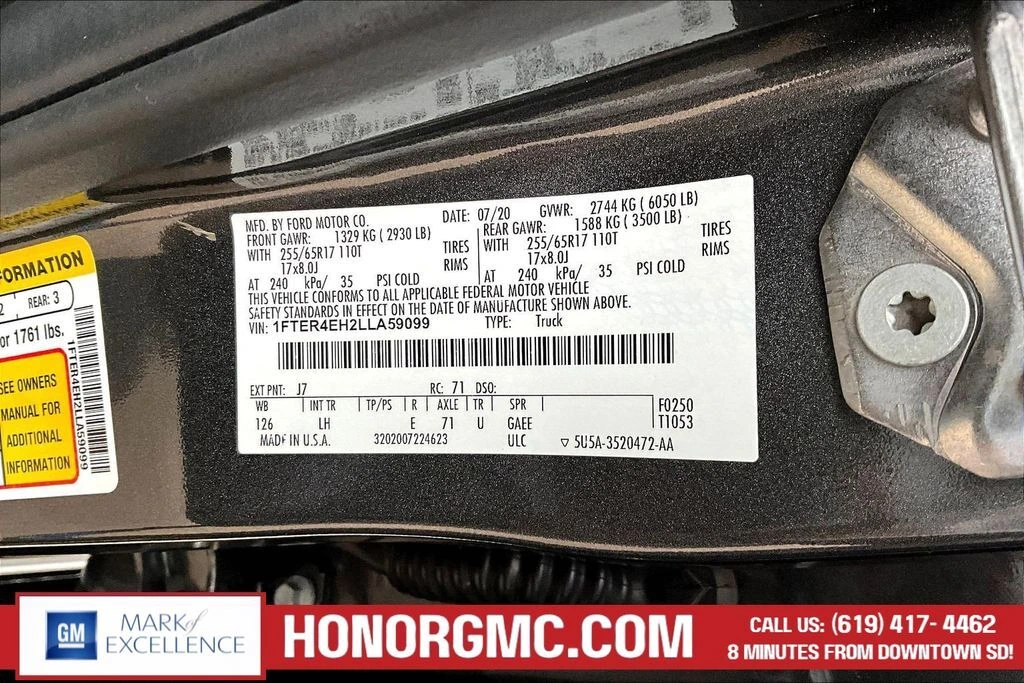 MFD. BY FORD MOTOR CO.
DATE: 07/20
GVWR: 2744 KG ( 6050 LB)
FRONT GAWR: 1329 KG ( 2930 LB)
REAR GAWR: 1588 KG ( 3500 LB)
WITH 255/65R17 110T TIRES
WITH 255/65R17 110T TIRES
17x8.0J RIMS
17x8.0J RIMS
AT 240 kPa/ 35 PSI COLD
AT 240 kPa/ 35 PSI COLD
THIS VEHICLE CONFORMS TO ALL APPLICABLE FEDERAL MOTOR VEHICLE
SAFETY STANDARDS IN EFFECT ON THE DATE OF MANUFACTURE SHOWN ABOVE.
VIN: 1FTER4EH2LLA59099 TYPE: Truck
EXT PNT: J7 RC: 71 DSO:
WB INT TR TP/PS R AXLE TR SPR F0250
126 LH E 71 U GAEE T1053
MADE IN U.S.A. 3202007224623 ULC ▽ 5U5A-3520472-AA
FORMATION
2 REAR: 3
or 1761 lbs.
SEE OWNERS
MANUAL FOR
ADDITIONAL
INFORMATION
1FTER4EH2LLA59099
GM
MARK of
EXCELLENCE
HONORGMC.COM
CALL US: (619) 417- 4462
8 MINUTES FROM DOWNTOWN SD!